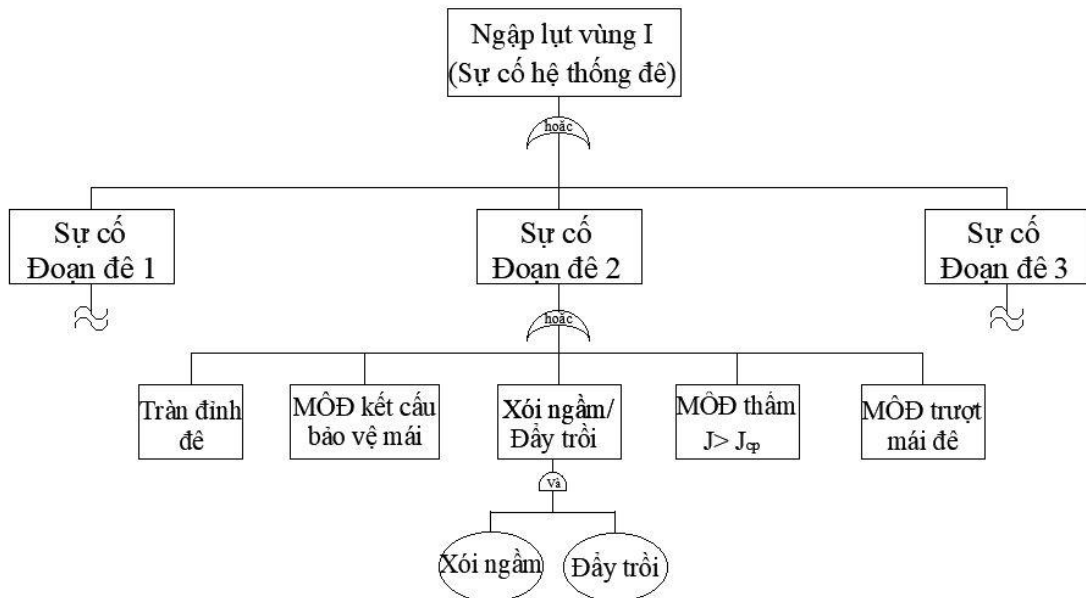 Ngập lụt vùng I
(Sự cố hệ thống đê)
hoặc
Sự cố
Đoạn đê 1
Sự cố
Đoạn đê 2
Sự cố
Đoạn đê 3
hoặc
Tràn đỉnh
đê
MÔĐ kết cấu
bảo vệ mái
Xói ngầm/
Đẩy trồi
MÔĐ thấm
J> Jcp
MÔĐ trượt
mái đê
Và
Xói ngầm
Đẩy trồi